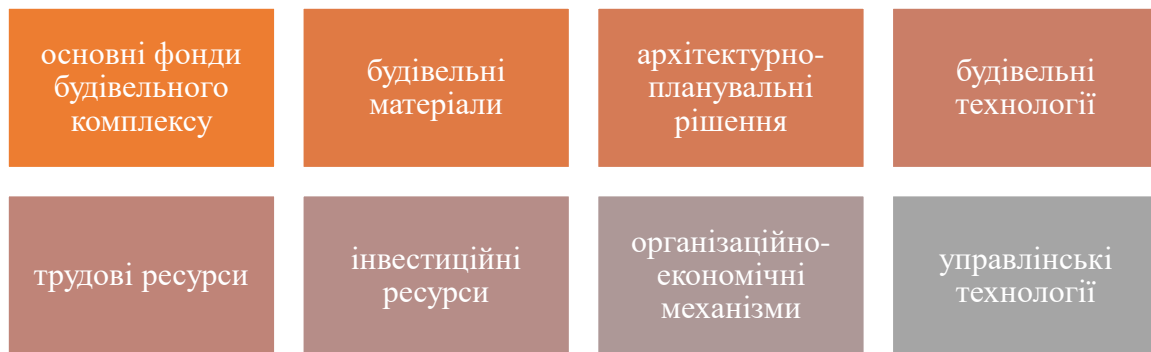 основні фонди
будівельного
комплексу
будівельні
матеріали
архітектурно-
планувальні
рішення
будівельні
технології
трудові ресурси
інвестиційні
ресурси
організаційно-
економічні
механізми
управлінські
технології